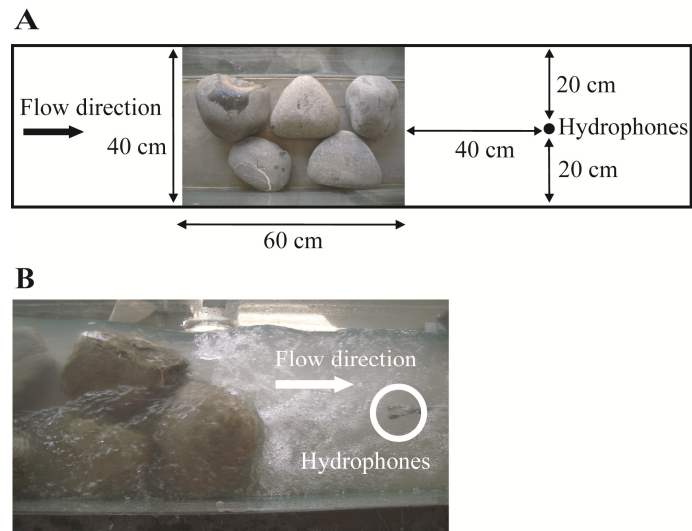 A
Flow direction
40 cm
60 cm
40 cm
20 cm
Hydrophones
20 cm
B
Flow direction
Hydrophones